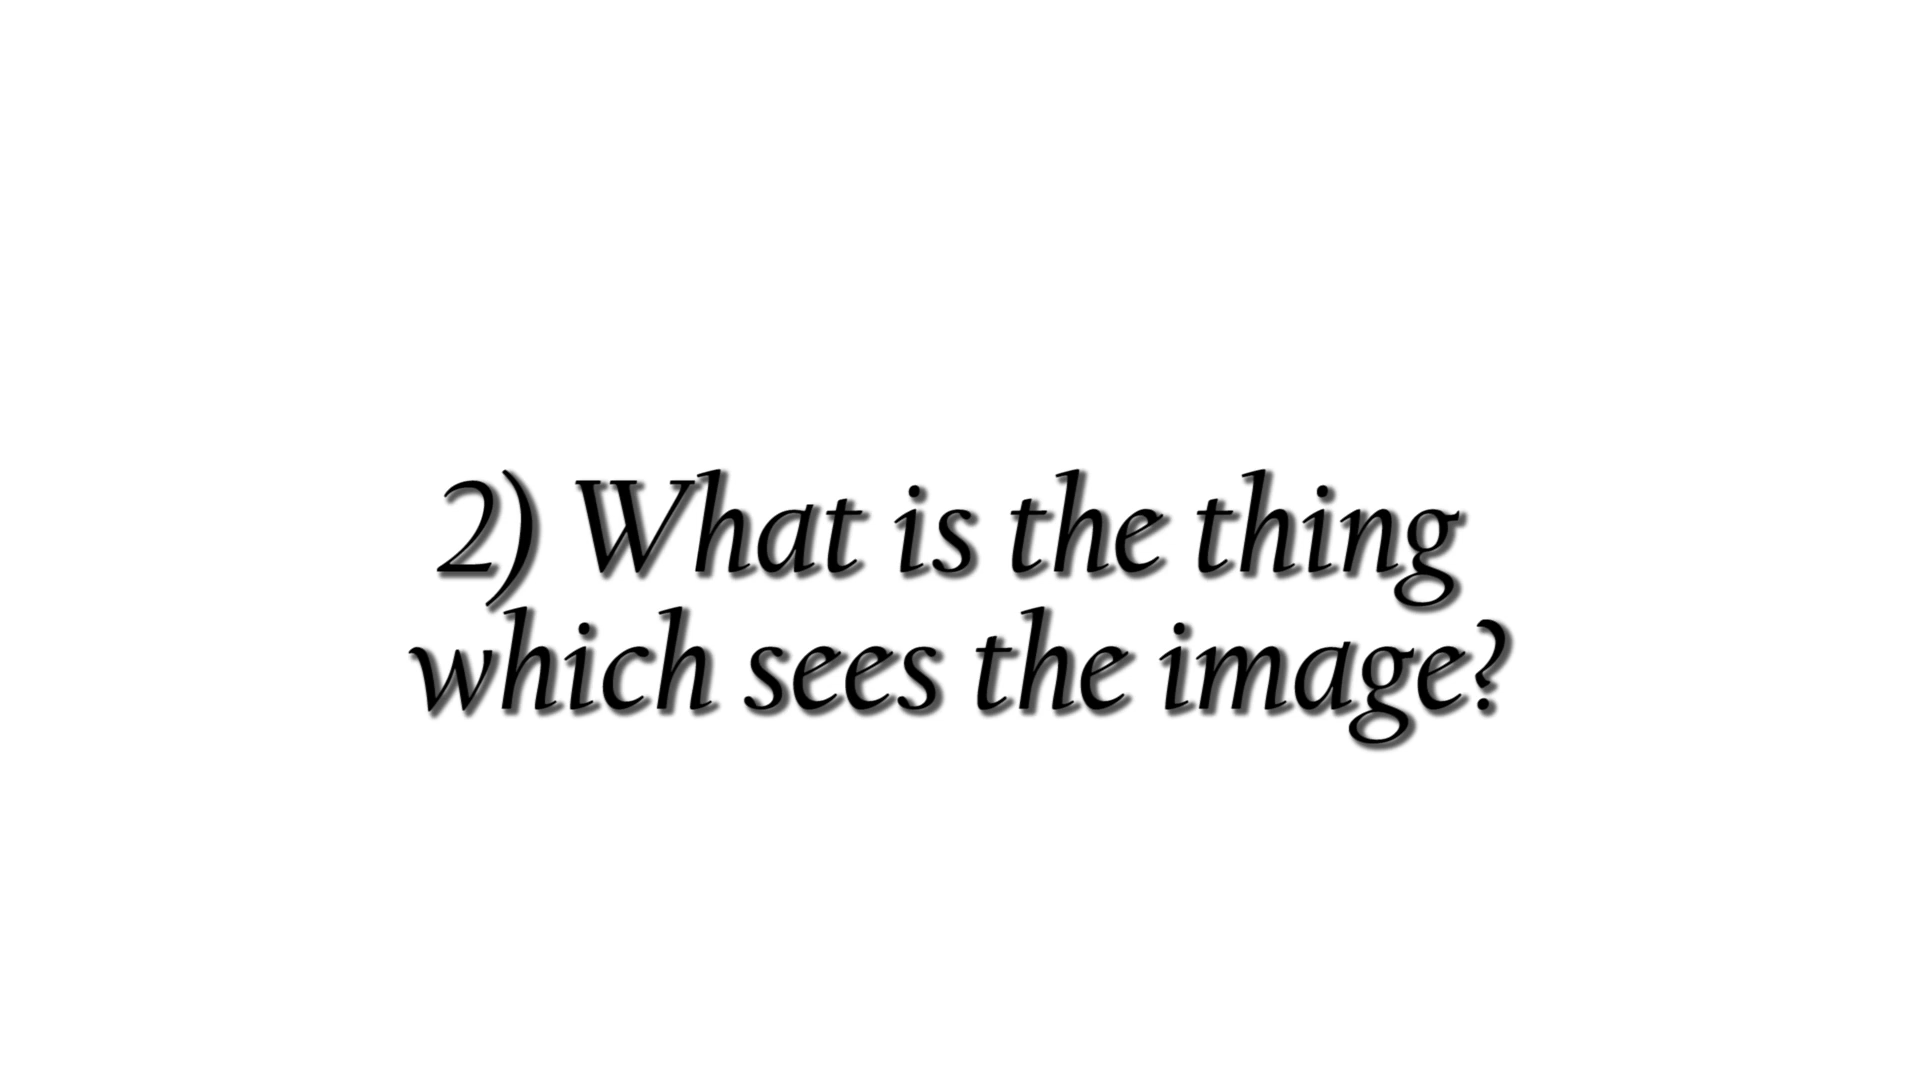 2) What is the thing
which sees the image?